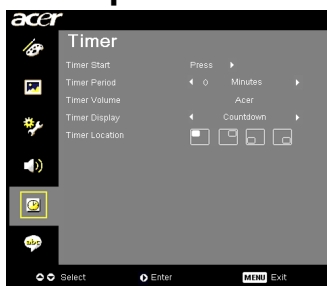 acer
Timer
Timer Start Press
Timer Period 0 Minutes
Timer Volume Acer
Timer Display Countdown
Timer Location
abc
Select Enter MENU Exit